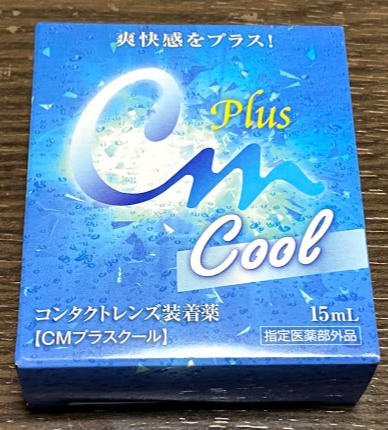 爽快感をプラス!
Plus
Cm
Cool
コンタクトレンズ装着薬
15mL
【CMプラスクール】
指定医薬部外品